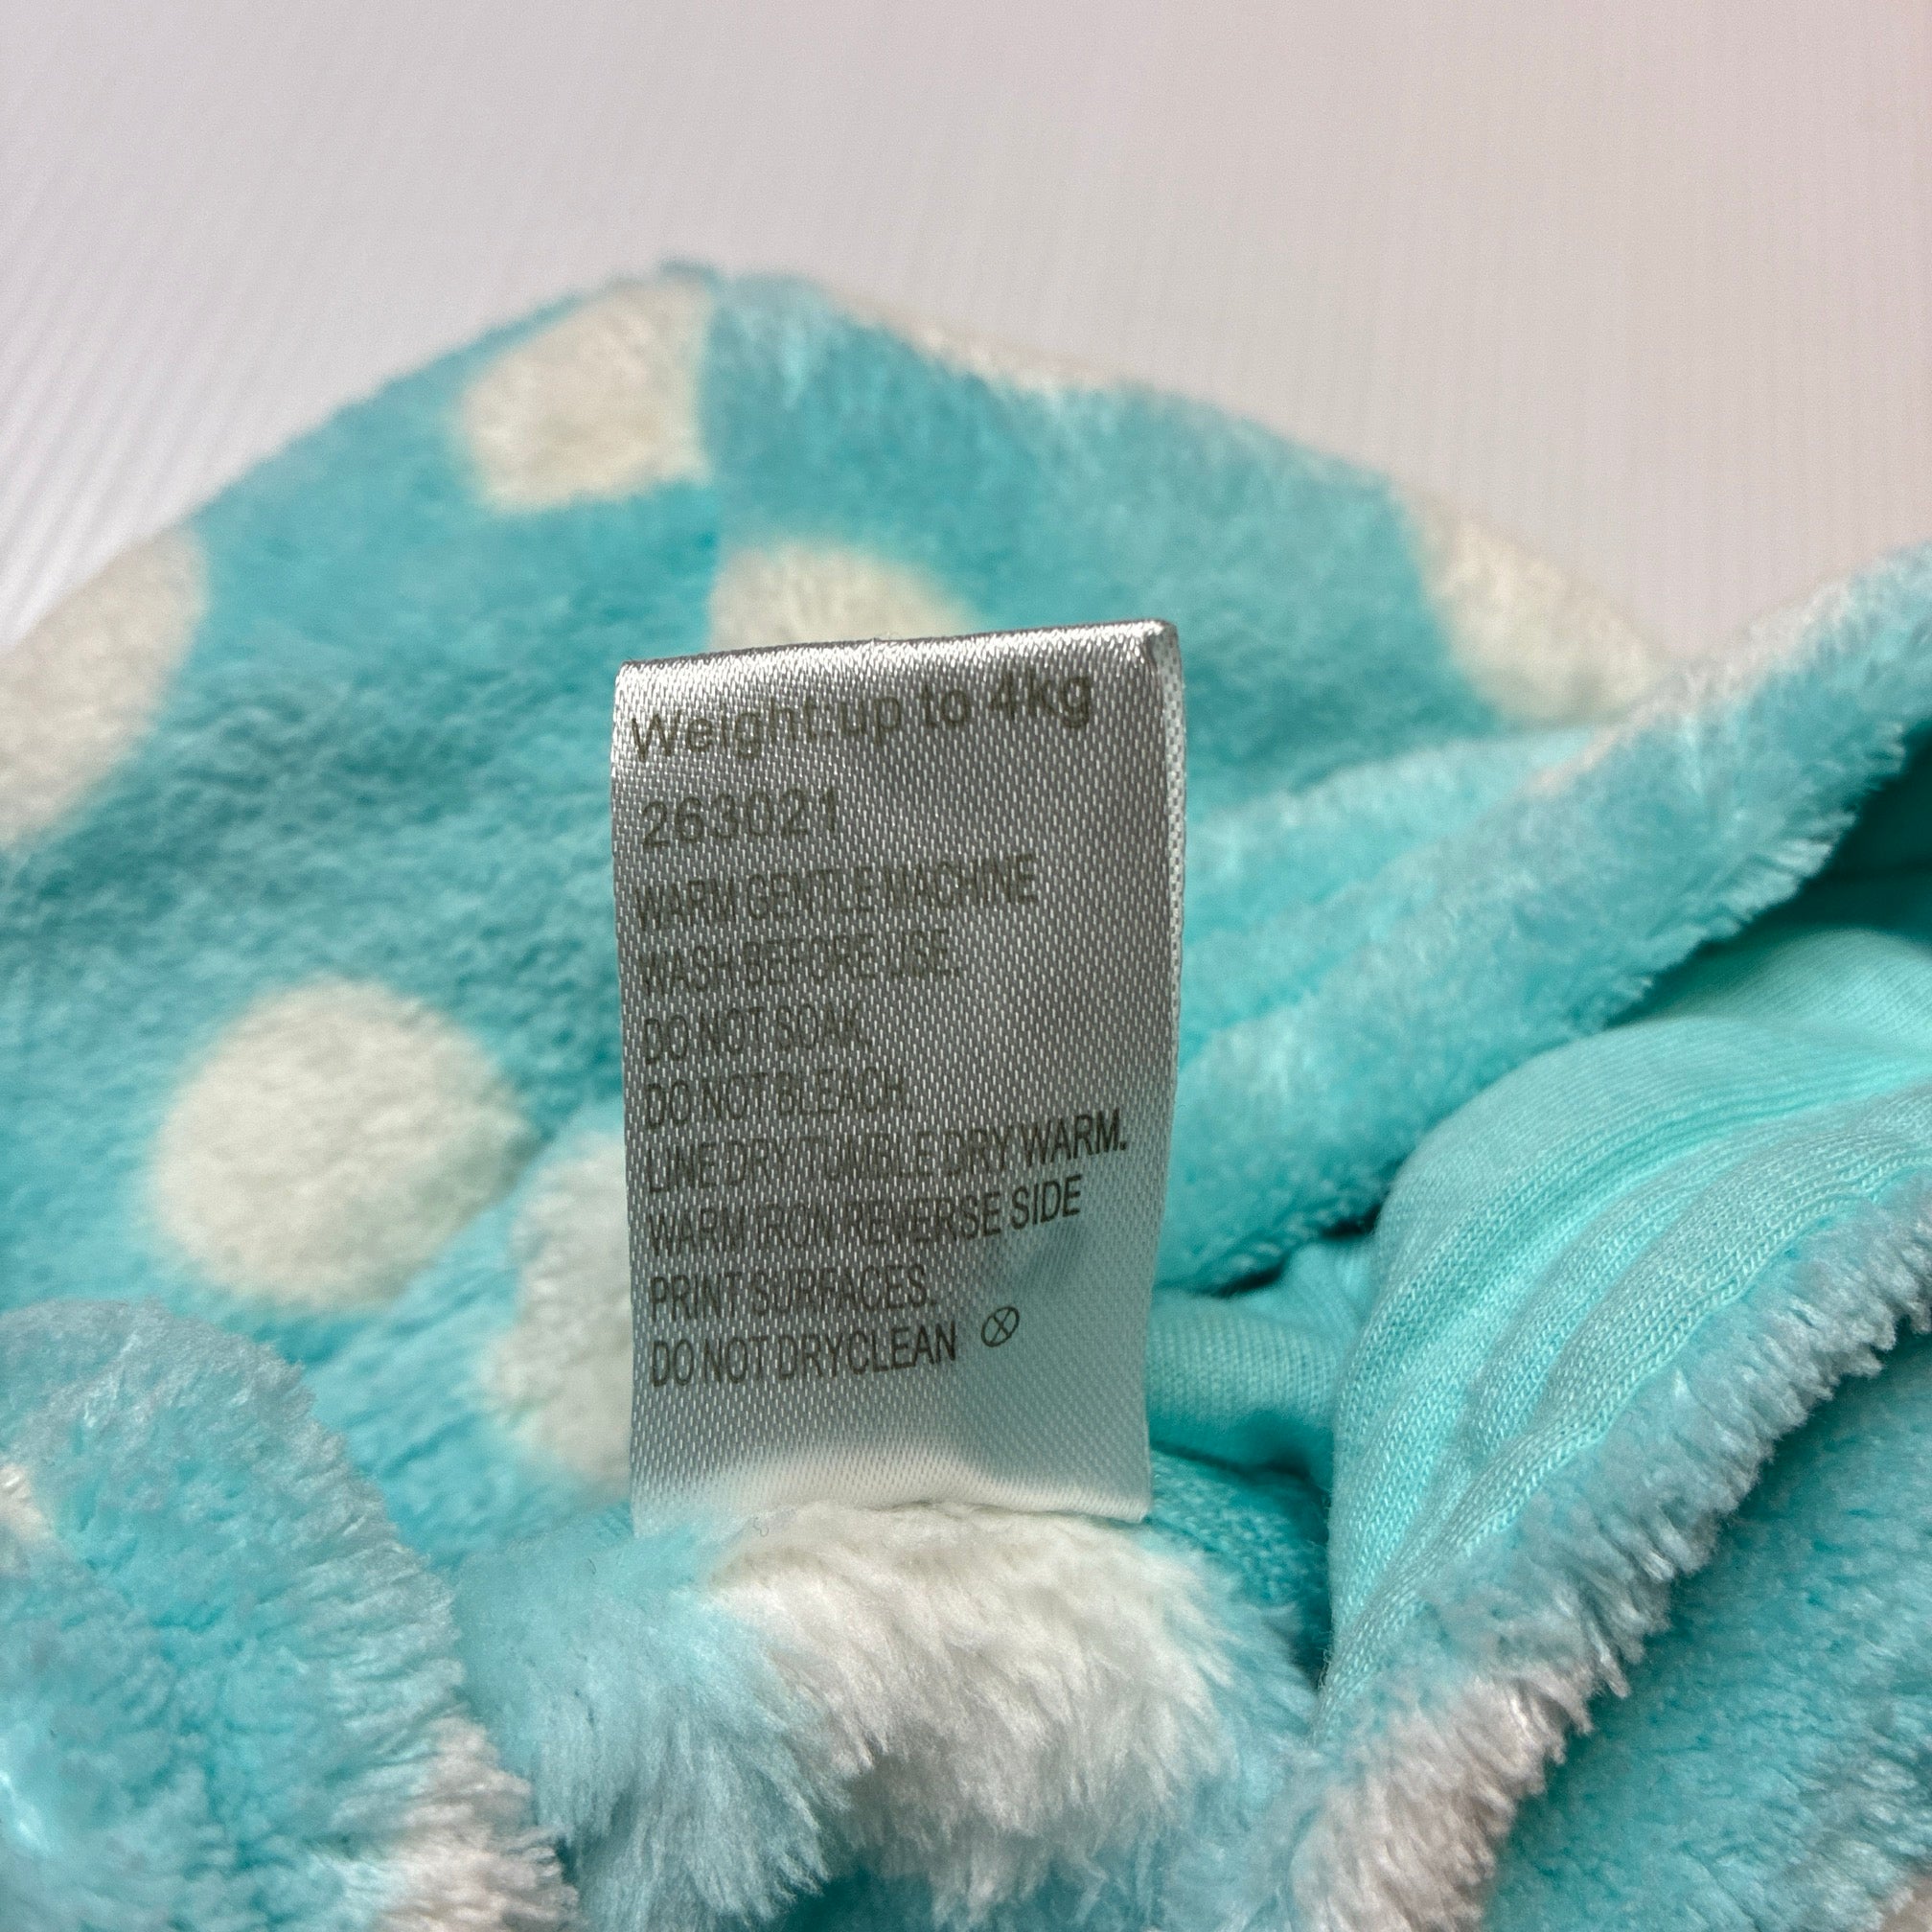 Weight:up to 4kg
263021
WARM GENTLE MACHINE
WASH BEFORE USE.
DO NOT SOAK
DO NOT BLEACH.
LINE DRY TUMBLE DRY WARM.
WARM IRON REVERSE SIDE
PRINT SURFACES.
DO NOT DRYCLEAN